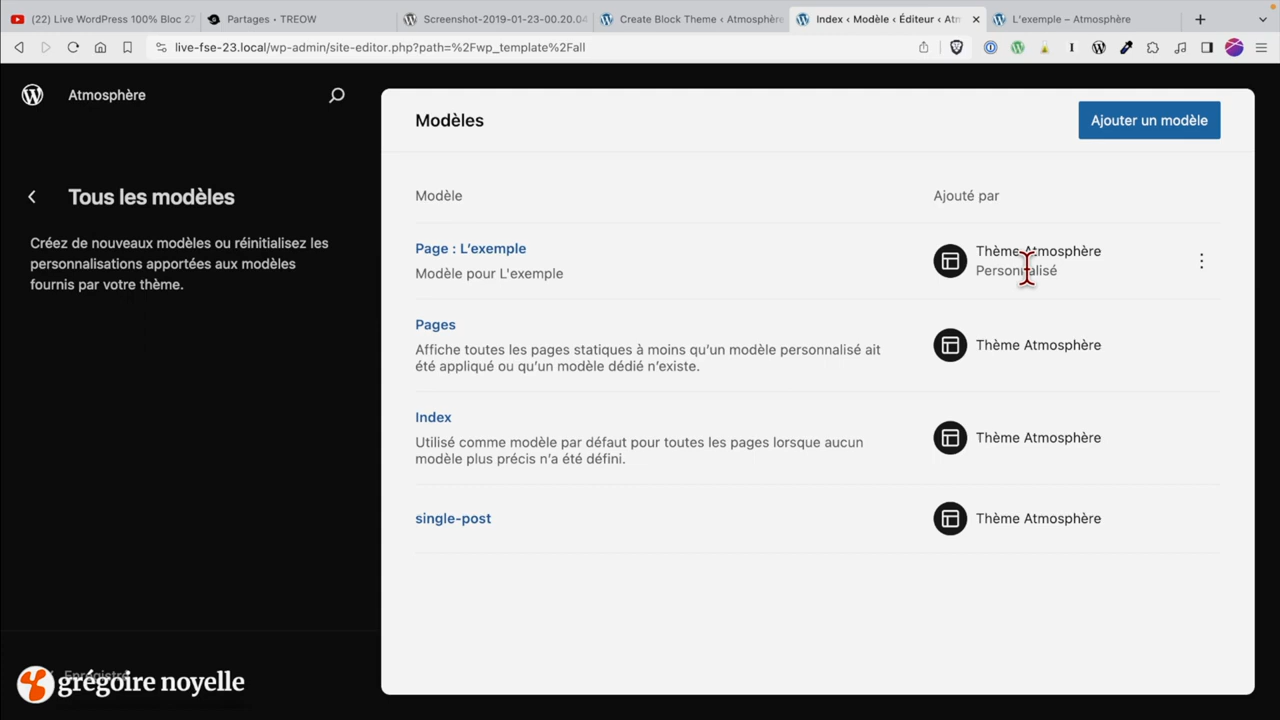 (22) Live WordPress 100% Bloc 27
Partages • TREOW
Screenshot-2019-01-23-00.20.04
Create Block Theme ‹ Atmosphère
Index ‹ Modèle ‹ Éditeur ‹ Atm
L'exemple – Atmosphère
live-fse-23.local/wp-admin/site-editor.php?path=%2Fwp_template%2Fall
Atmosphère
Tous les modèles
Créez de nouveaux modèles ou réinitialisez les
personnalisations apportées aux modèles
fournis par votre thème.
Enregistré
grégoire noyelle
Modèles
Ajouter un modèle
Modèle
Ajouté par
Page : L’exemple
Modèle pour L'exemple
Thème Atmosphère
Personnalisé
Pages
Affiche toutes les pages statiques à moins qu’un modèle personnalisé ait
été appliqué ou qu’un modèle dédié n’existe.
Thème Atmosphère
Index
Utilisé comme modèle par défaut pour toutes les pages lorsque aucun
modèle plus précis n’a été défini.
Thème Atmosphère
single-post
Thème Atmosphère